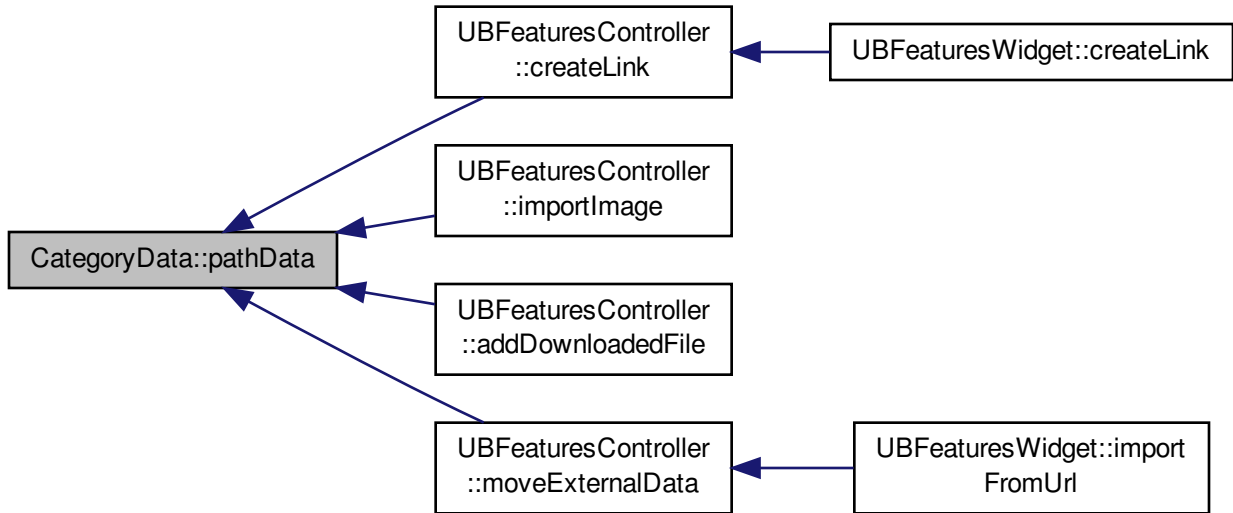 UBFeaturesController
::createLink
UBFeaturesWidget::createLink
UBFeaturesController
::importImage
CategoryData::pathData
UBFeaturesController
::addDownloadedFile
UBFeaturesController
::moveExternalData
UBFeaturesWidget::import
FromUrl